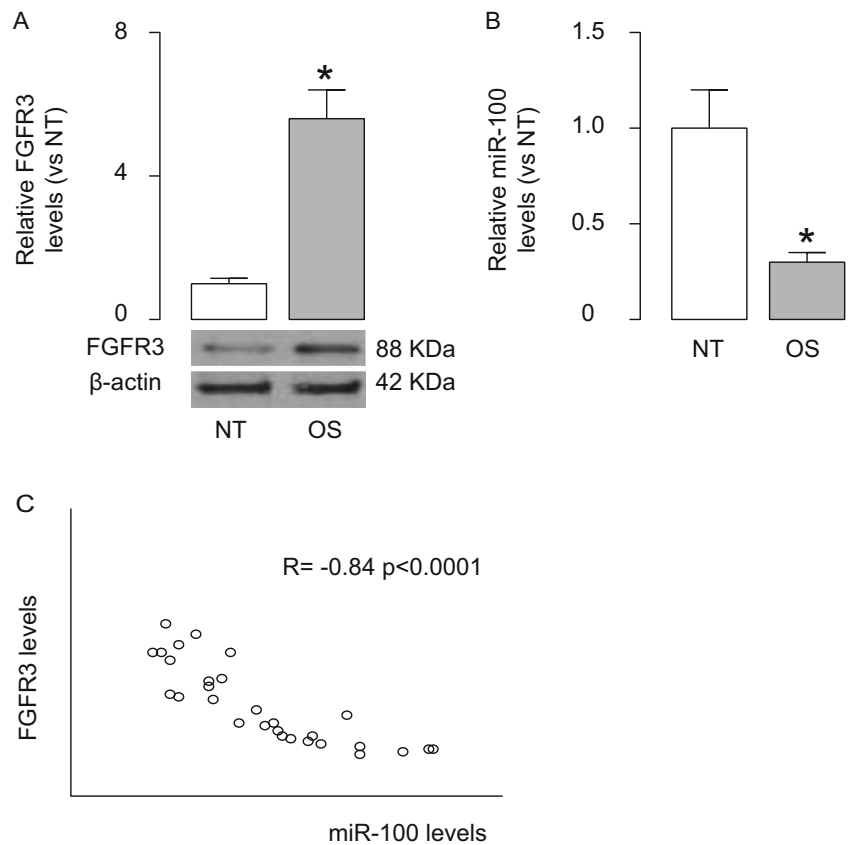 A
Relative FGFR3
levels (vs NT)
8
4
0
*
FGFR3
88 KDa
β-actin
42 KDa
NT
OS
B
Relative miR-100
levels (vs NT)
1.5
1.0
0.5
0
*
NT
OS
C
R= -0.84 p<0.0001
FGFR3 levels
miR-100 levels